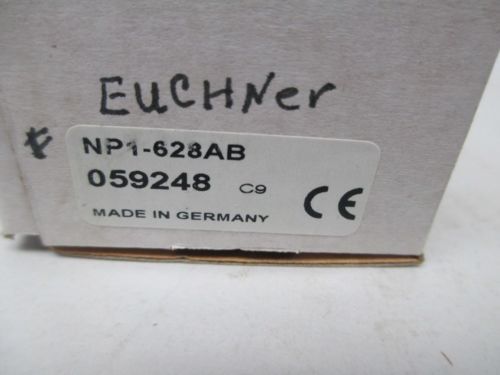 EUCHNer
NP1-628AB
059248 C9
CE
MADE IN GERMANY